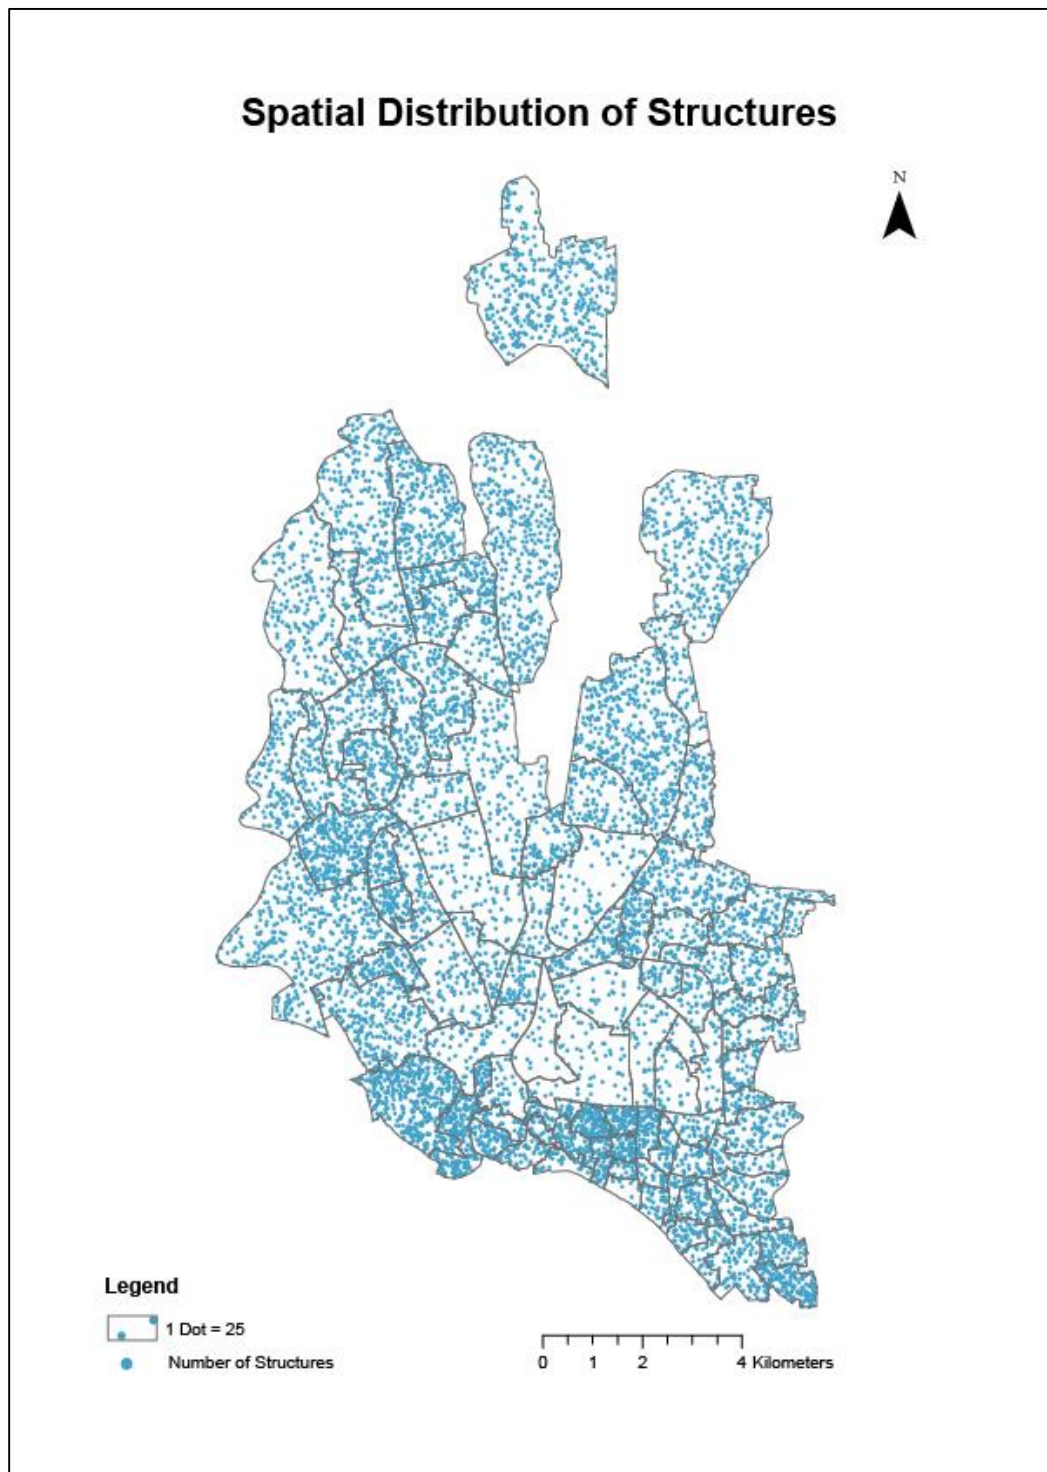 Spatial Distribution of Structures
N
Legend
1 Dot = 25
Number of Structures
0 1 2 4 Kilometers